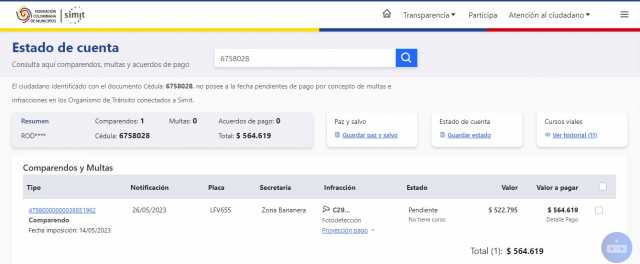 FEDERACIÓN
COLOMBIANA
DE MUNICIPIOS
simit
Transparencia
Participa
Atención al ciudadano
Estado de cuenta
Consulta aquí comparendos, multas y acuerdos de pago
6758028
El ciudadano identificado con el documento Cédula: 6758028, no posee a la fecha pendientes de pago por concepto de multas e
infracciones en los Organismo de Tránsito conectados a Simit.
Resumen
Comparendos: 1
Multas: 0
Acuerdos de pago: 0
ROD****
Cédula: 6758028
Total: $ 564.619
Paz y salvo
Guardar paz y salvo
Estado de cuenta
Guardar estado
Cursos viales
Ver historial (11)
Comparendos y Multas
Tipo Notificación Placa Secretaría Infracción Estado Valor Valor a pagar
26/05/2023 LFV655 Zona Bananera C29... Pendiente $ 522.795 $ 564.619
Comparendo Fotodetección No tiene curso Detalle Pago
Fecha imposición: 14/05/2023 Proyección pago
Total (1): $ 564.619